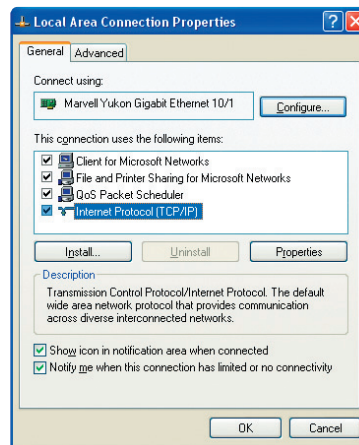 Local Area Connection Properties
General Advanced
Connect using:
Marvell Yukon Gigabit Ethernet 10/1 Configure...
This connection uses the following items:
Client for Microsoft Networks
File and Printer Sharing for Microsoft Networks
QoS Packet Scheduler
Internet Protocol (TCP/IP)
Install... Uninstall Properties
Description
Transmission Control Protocol/Internet Protocol. The default
wide area network protocol that provides communication
across diverse interconnected networks.
Show icon in notification area when connected
Notify me when this connection has limited or no connectivity
OK Cancel